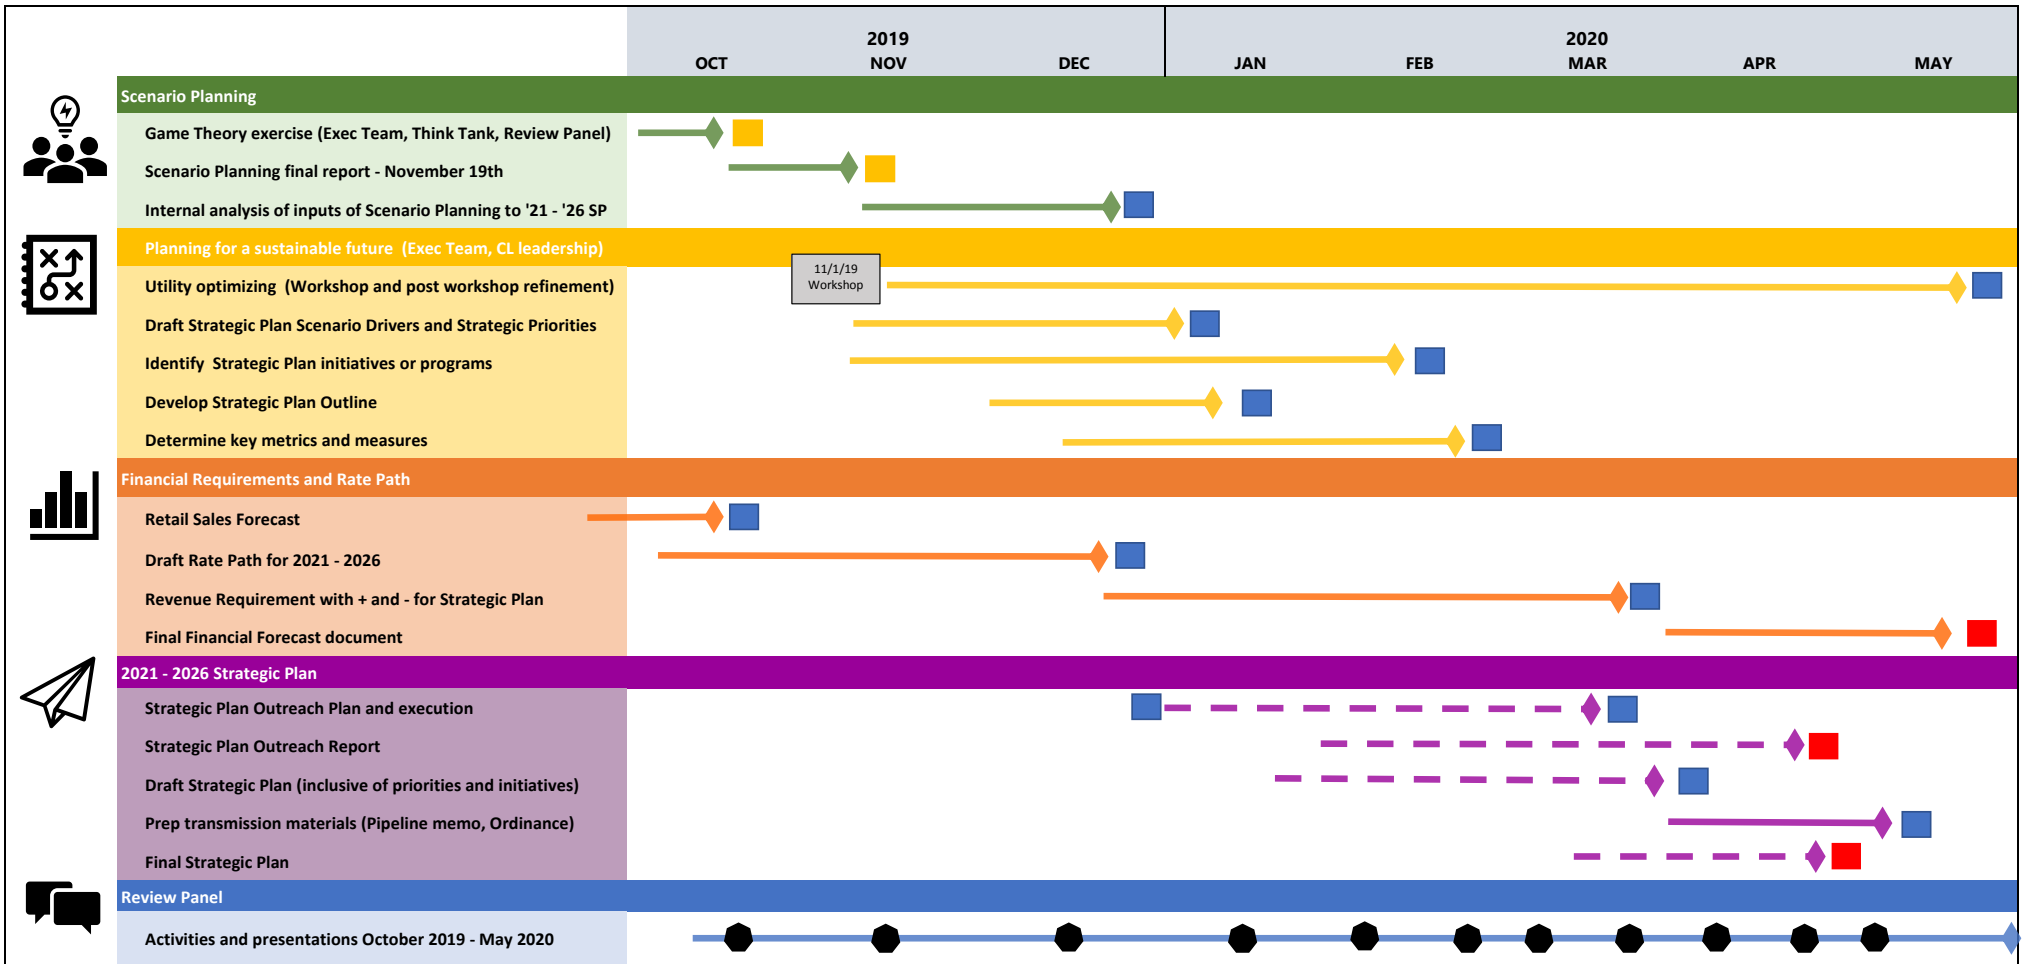 2019
2020
OCT NOV DEC JAN FEB MAR APR MAY
Scenario Planning
Game Theory exercise (Exec Team, Think Tank, Review Panel)
Scenario Planning final report - November 19th
Internal analysis of inputs of Scenario Planning to '21 - '26 SP
Planning for a sustainable future (Exec Team, CL leadership)
11/1/19
Workshop
Utility optimizing (Workshop and post workshop refinement)
Draft Strategic Plan Scenario Drivers and Strategic Priorities
Identify Strategic Plan initiatives or programs
Develop Strategic Plan Outline
Determine key metrics and measures
Financial Requirements and Rate Path
Retail Sales Forecast
Draft Rate Path for 2021 - 2026
Revenue Requirement with + and - for Strategic Plan
Final Financial Forecast document
2021 - 2026 Strategic Plan
Strategic Plan Outreach Plan and execution
Strategic Plan Outreach Report
Draft Strategic Plan (inclusive of priorities and initiatives)
Prep transmission materials (Pipeline memo, Ordinance)
Final Strategic Plan
Review Panel
Activities and presentations October 2019 - May 2020